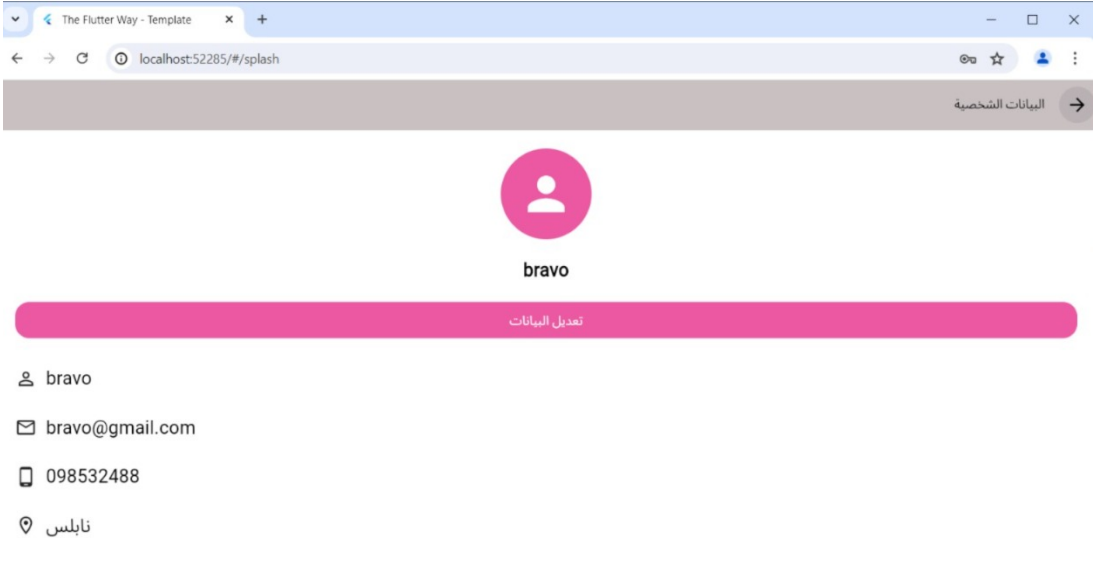 The Flutter Way - Template
localhost:52285/#/splash
البيانات الشخصية
bravo
تعديل البيانات
bravo
bravo@gmail.com
098532488
نابلس